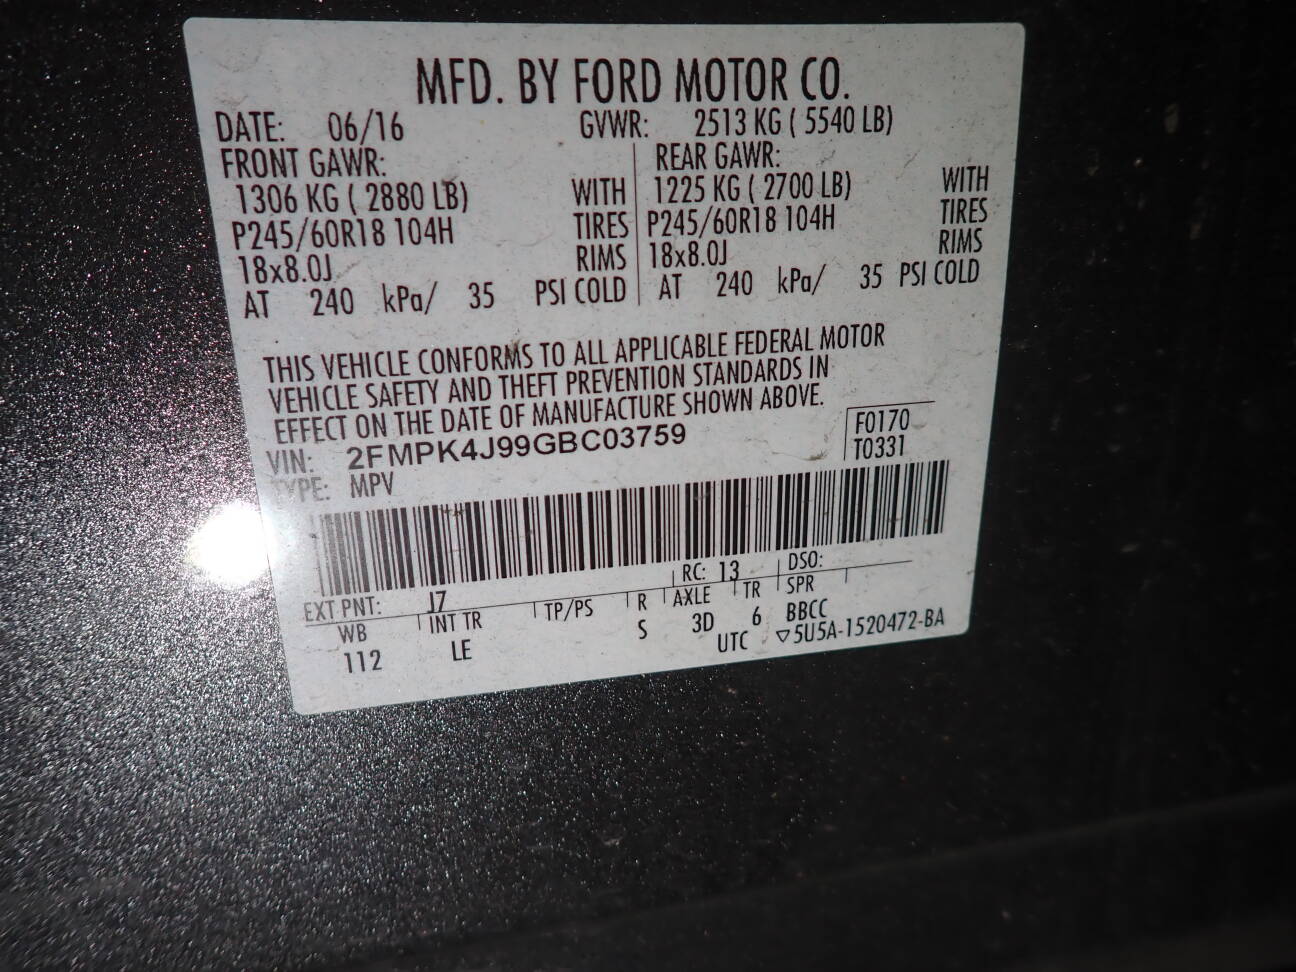 MFD. BY FORD MOTOR CO.
DATE: 06/16 GVWR: 2513 KG ( 5540 LB)
FRONT GAWR: REAR GAWR:
1306 KG ( 2880 LB) WITH 1225 KG ( 2700 LB) WITH
P245/60R18 104H TIRES P245/60R18 104H TIRES
18x8.0J RIMS 18x8.0J RIMS
AT 240 kPa/ 35 PSI COLD AT 240 kPa/ 35 PSI COLD
THIS VEHICLE CONFORMS TO ALL APPLICABLE FEDERAL MOTOR
VEHICLE SAFETY AND THEFT PREVENTION STANDARDS IN
EFFECT ON THE DATE OF MANUFACTURE SHOWN ABOVE.
F0170
VIN: 2FMPK4J99GBC03759 T0331
TYPE: MPV
EXT PNT: J7 RC: 13 DSO:
WB INT TR TP/PS R AXLE TR SPR
112 LE S 3D 6 BBCC
UTC ▽5U5A-1520472-BA